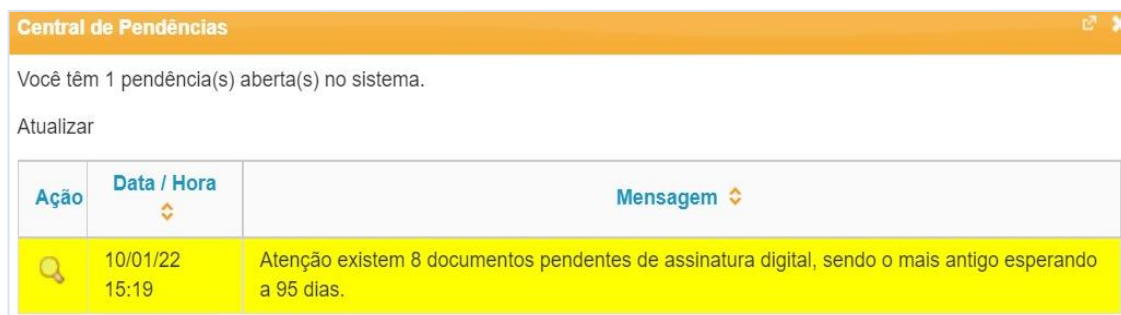 Central de Pendências
Você têm 1 pendência(s) aberta(s) no sistema.
Atualizar
Ação
Data / Hora
Mensagem
10/01/22
15:19
Atenção existem 8 documentos pendentes de assinatura digital, sendo o mais antigo esperando
a 95 dias.